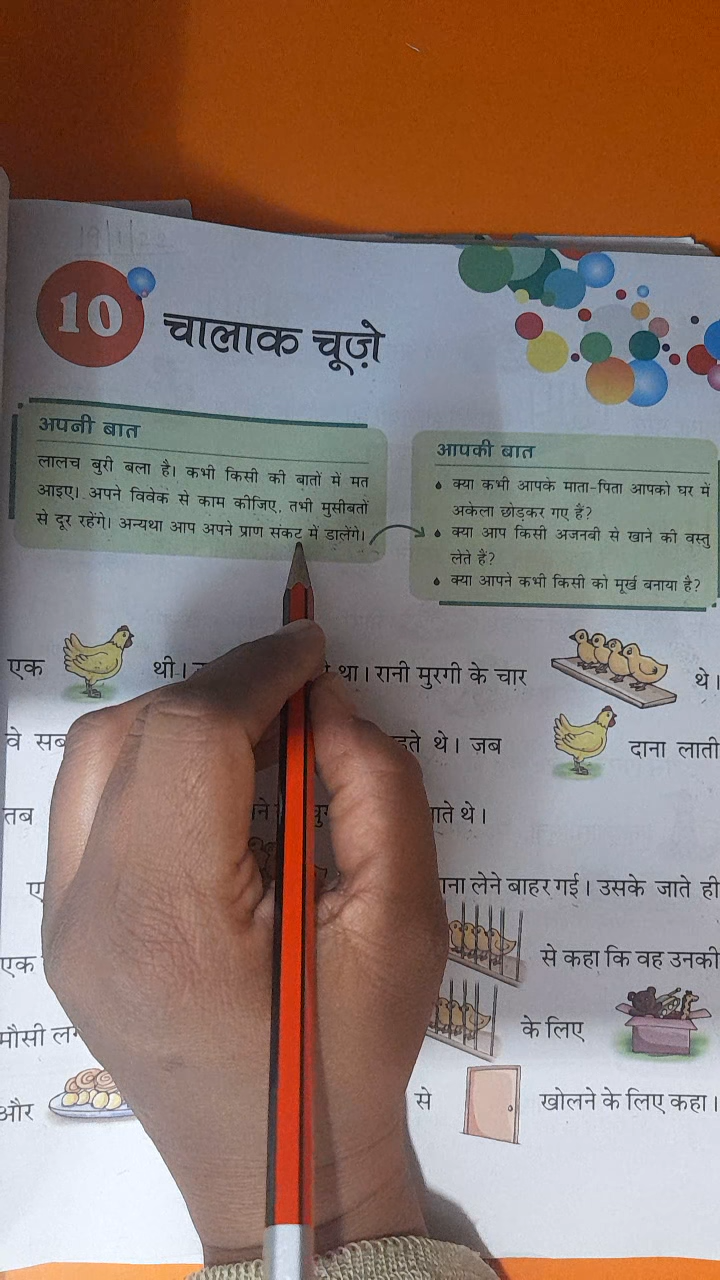 10
चालाक चूज़े
अपनी बात
लालच बुरी बला है। कभी किसी की बातों में मत
आइए। अपने विवेक से काम कीजिए, तभी मुसीबतों
से दूर रहेंगे। अन्यथा आप अपने प्राण संकट में डालेंगे।
आपकी बात
क्या कभी आपके माता-पिता आपको घर में
अकेला छोड़कर गए हैं?
क्या आप किसी अजनबी से खाने की वस्तु
लेते हैं?
क्या आपने कभी किसी को मूर्ख बनाया है?
एक थी। था। रानी मुरगी के चार थे।
वे सब थे। जब दाना लाती
तब थे।
लेने बाहर गई। उसके जाते ही
एक से कहा कि वह उनकी
मौसी के लिए
और से खोलने के लिए कहा।